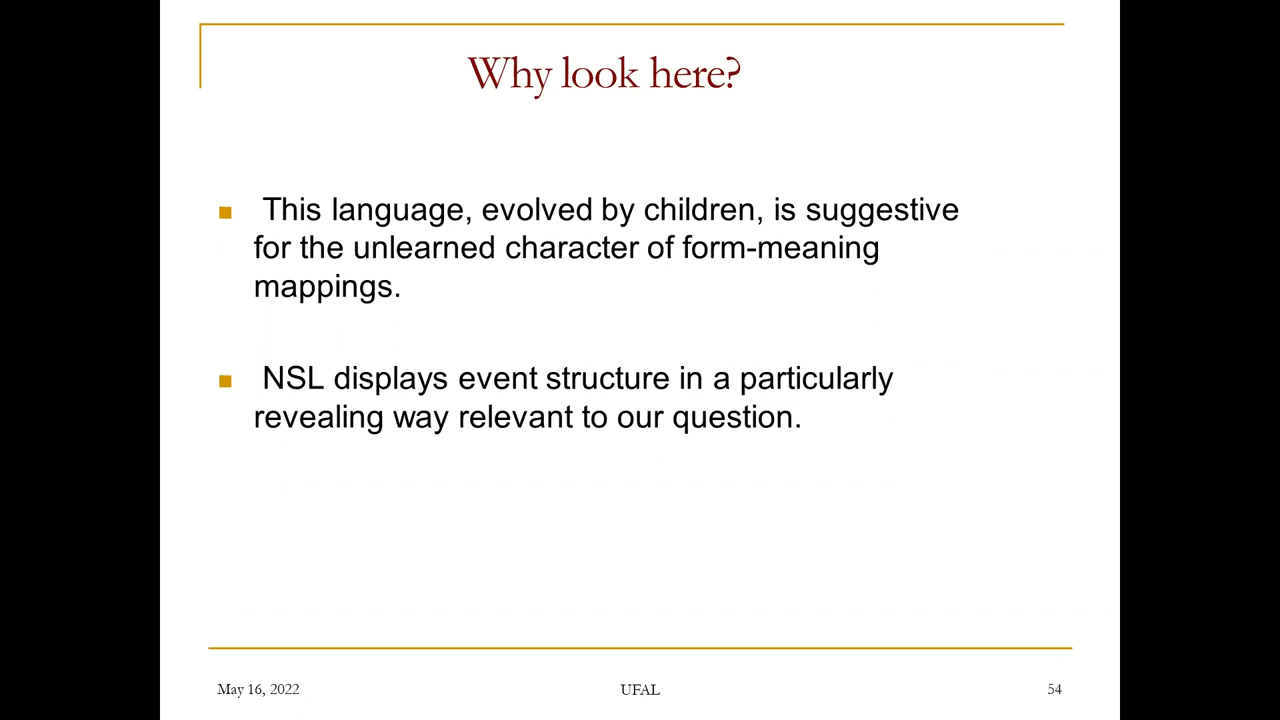 Why look here?
This language, evolved by children, is suggestive
for the unlearned character of form-meaning
mappings.
NSL displays event structure in a particularly
revealing way relevant to our question.
May 16, 2022
UFAL
54